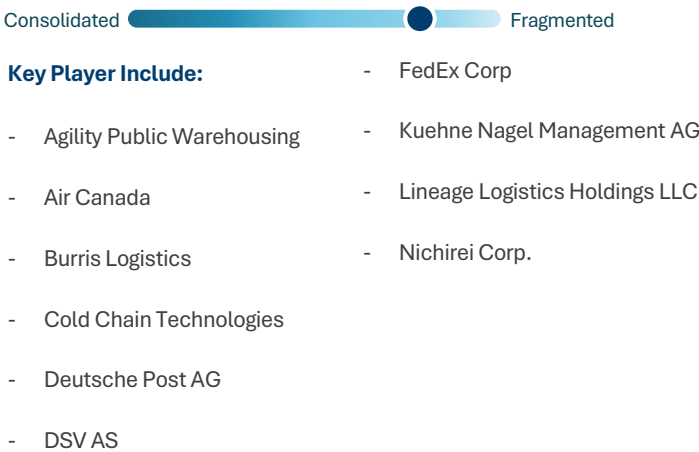 Consolidated Fragmented
Key Player Include:
- Agility Public Warehousing
- Air Canada
- Burris Logistics
- Cold Chain Technologies
- Deutsche Post AG
- DSV AS
- FedEx Corp
- Kuehne Nagel Management AG
- Lineage Logistics Holdings LLC
- Nichirei Corp.